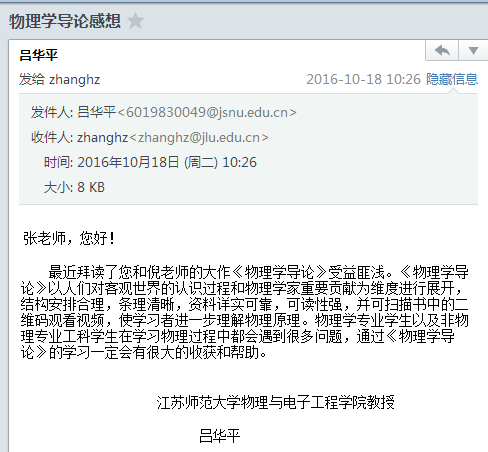 物理学导论感想
吕华平
发给 zhanghz 2016-10-18 10:26 隐藏信息
发件人: 吕华平<6019830049@jsnu.edu.cn>
收件人: zhanghz<zhanghz@jlu.edu.cn>
时间: 2016年10月18日 (周二) 10:26
大小: 8 KB
张老师，您好！
最近拜读了您和倪老师的大作《物理学导论》受益匪浅。《物理学导
论》以人们对客观世界的认识过程和物理学家重要贡献为维度进行展开，
结构安排合理，条理清晰，资料详实可靠，可读性强，并可扫描书中的二
维码观看视频，使学习者进一步理解物理原理。物理学专业学生以及非物
理专业工科学生在学习物理过程中都会遇到很多问题，通过《物理学导
论》的学习一定会有很大的收获和帮助。
江苏师范大学物理与电子工程学院教授
吕华平